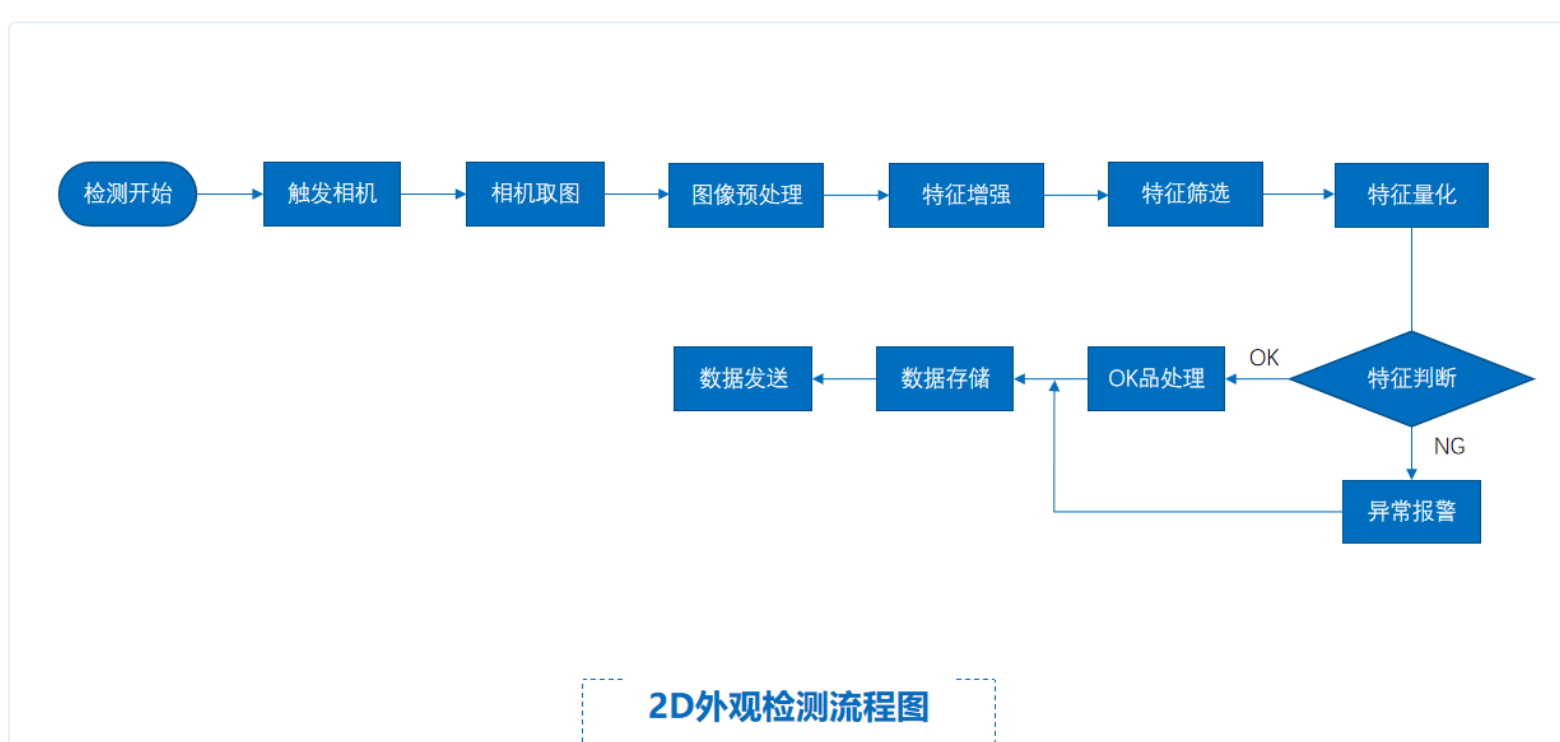 检测开始
触发相机
相机取图
图像预处理
特征增强
特征筛选
特征量化
数据发送
数据存储
OK品处理
OK
特征判断
NG
异常报警
2D外观检测流程图